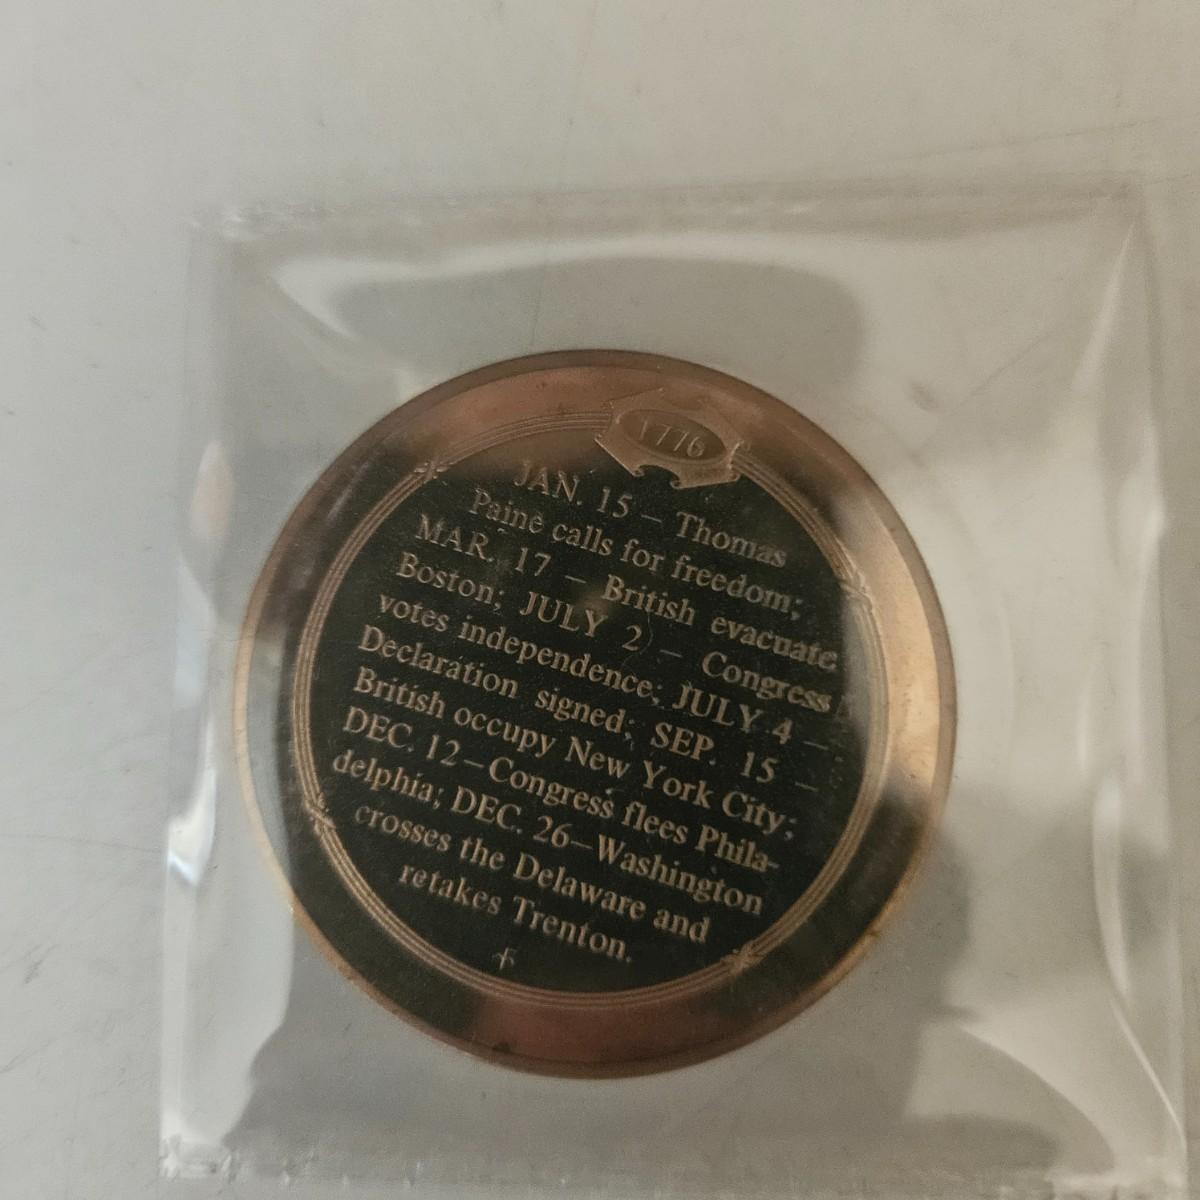 1776
JAN. 15 – Thomas
Paine calls for freedom;
MAR. 17 – British evacuate
Boston; JULY 2 – Congress
votes independence; JULY 4 –
Declaration signed; SEP. 15 –
British occupy New York City;
DEC. 12–Congress flees Phila-
delphia; DEC. 26–Washington
crosses the Delaware and
retakes Trenton.